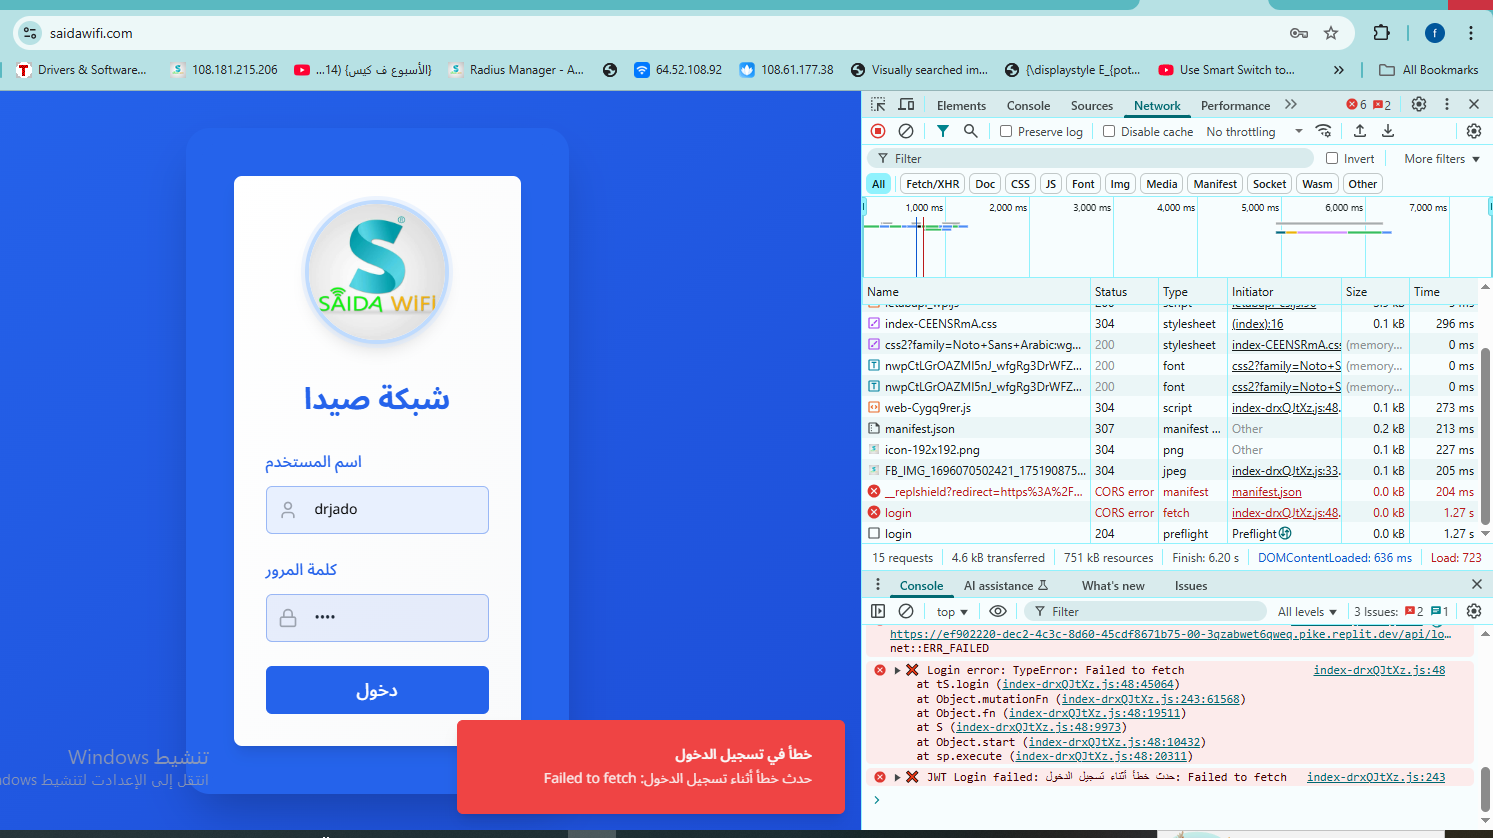 saidawifi.com
Drivers & Software...
108.181.215.206
الأسبوع ف كيس} (14...}
Radius Manager - A...
64.52.108.92
108.61.177.38
Visually searched im...
{\displaystyle E_{pot...
Use Smart Switch to...
All Bookmarks
SAIDA WIFI
شبكة صيدا
اسم المستخدم
drjado
كلمة المرور
••••
دخول
تنشيط Windows
انتقل إلى الإعدادات لتنشيط
خطأ في تسجيل الدخول
حدث خطأ أثناء تسجيل الدخول: Failed to fetch
Elements Console Sources Network Performance 6 2
Preserve log Disable cache No throttling
Filter Invert More filters
All Fetch/XHR Doc CSS JS Font Img Media Manifest Socket Wasm Other
1,000 ms 2,000 ms 3,000 ms 4,000 ms 5,000 ms 6,000 ms 7,000 ms
Name Status Type Initiator Size Time
index-CEENSRmA.css 304 stylesheet (index):16 0.1 kB 296 ms
css2?family=Noto+Sans+Arabic:wg... 200 stylesheet index-CEENSRmA.css (memory... 0 ms
nwpCtLGrOAZMl5nJ_wfgRg3DrWFZ... 200 font css2?family=Noto+S (memory... 0 ms
nwpCtLGrOAZMl5nJ_wfgRg3DrWFZ... 200 font css2?family=Noto+S (memory... 0 ms
web-Cygq9rer.js 304 script index-drxQJtXz.js:48. 0.1 kB 273 ms
manifest.json 307 manifest ... Other 0.2 kB 213 ms
icon-192x192.png 304 png Other 0.1 kB 227 ms
FB_IMG_1696070502421_175190875... 304 jpeg index-drxQJtXz.js:33. 0.1 kB 205 ms
__replshield?redirect=https%3A%2F... CORS error manifest manifest.json 0.0 kB 204 ms
login CORS error fetch index-drxQJtXz.js:48. 0.0 kB 1.27 s
login 204 preflight Preflight 0.0 kB 1.27 s
15 requests 4.6 kB transferred 751 kB resources Finish: 6.20 s DOMContentLoaded: 636 ms Load: 723
Console AI assistance What's new Issues
top Filter All levels 3 Issues: 2 1
https://ef902220-dec2-4c3c-8d60-45cdf8671b75-00-3qzabwet6qweq.pike.replit.dev/api/lo...
net::ERR_FAILED
❌ Login error: TypeError: Failed to fetch index-drxQJtXz.js:48
at tS.login (index-drxQJtXz.js:48:45064)
at Object.mutationFn (index-drxQJtXz.js:243:61568)
at Object.fn (index-drxQJtXz.js:48:19511)
at S (index-drxQJtXz.js:48:9973)
at Object.start (index-drxQJtXz.js:48:10432)
at sp.execute (index-drxQJtXz.js:48:20311)
❌ JWT Login failed: حدث خطأ أثناء تسجيل الدخول: Failed to fetch index-drxQJtXz.js:243